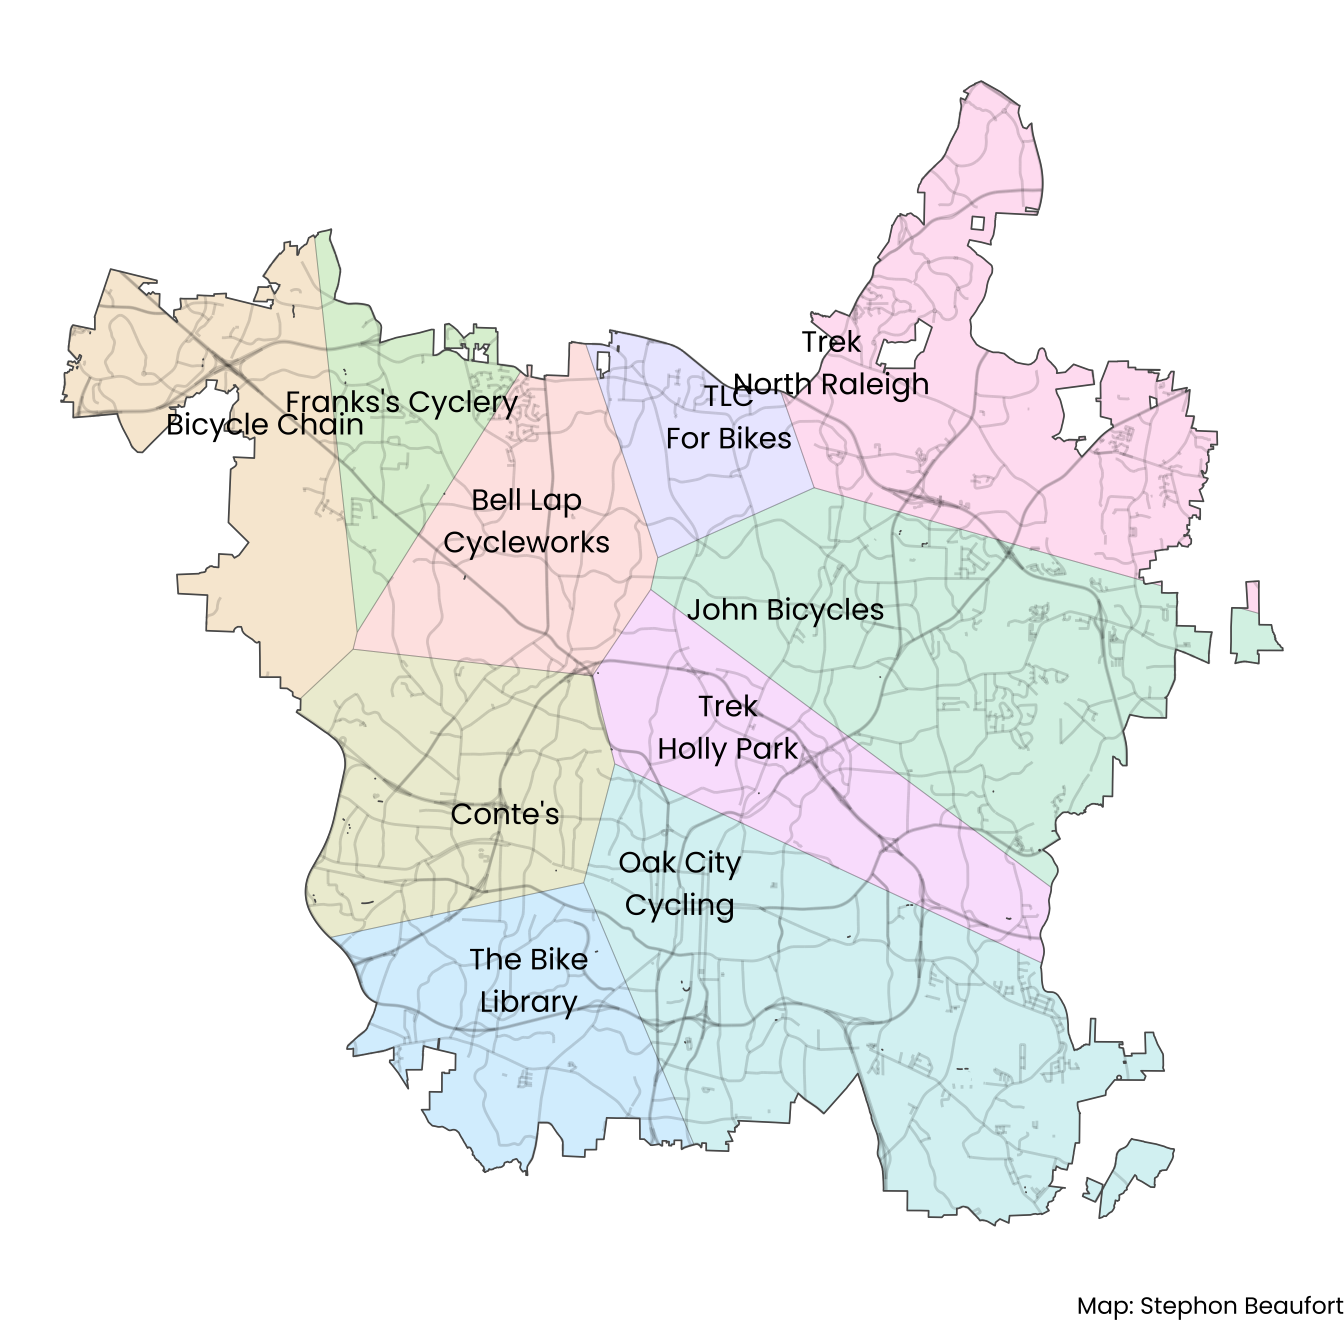 Trek
North Raleigh
TLC
For Bikes
Franks's Cyclery
Bicycle Chain
Bell Lap
Cycleworks
John Bicycles
Trek
Holly Park
Conte's
Oak City
Cycling
The Bike
Library
Map: Stephon Beaufort